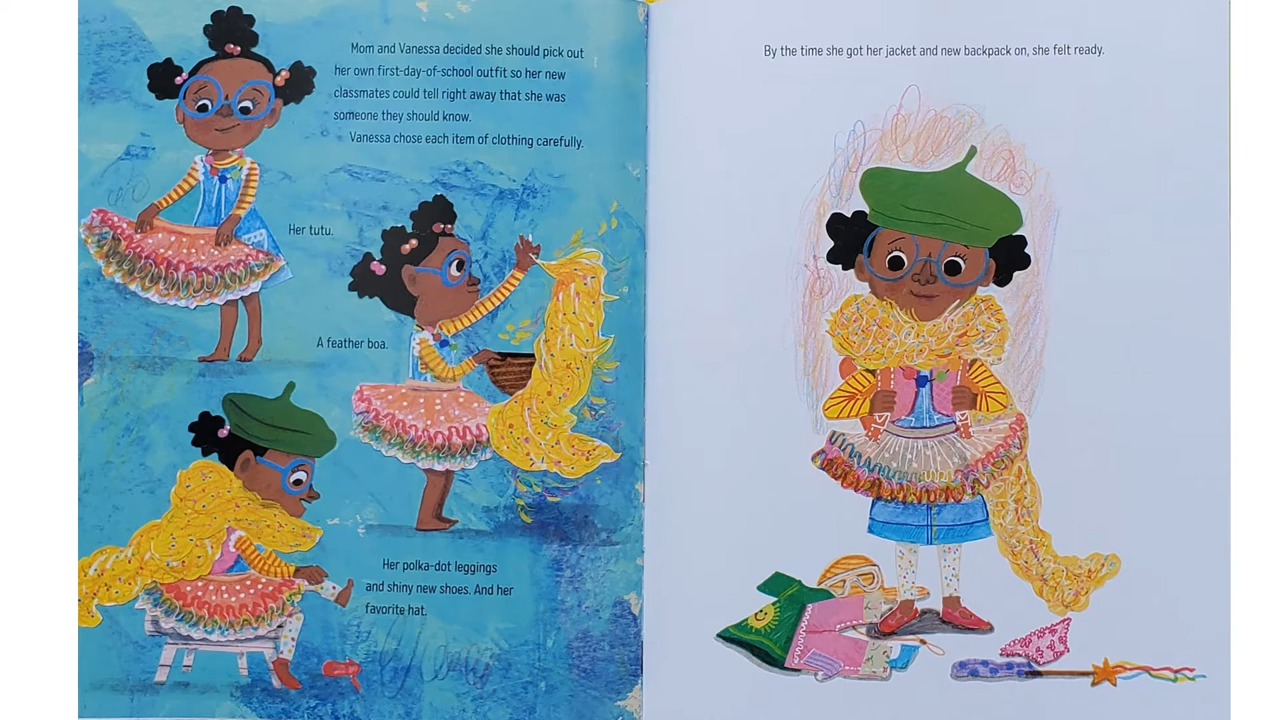 Mom and Vanessa decided she should pick out
her own first-day-of-school outfit so her new
classmates could tell right away that she was
someone they should know.
Vanessa chose each item of clothing carefully.
Her tutu.
A feather boa.
Her polka-dot leggings
and shiny new shoes. And her
favorite hat.
By the time she got her jacket and new backpack on, she felt ready.